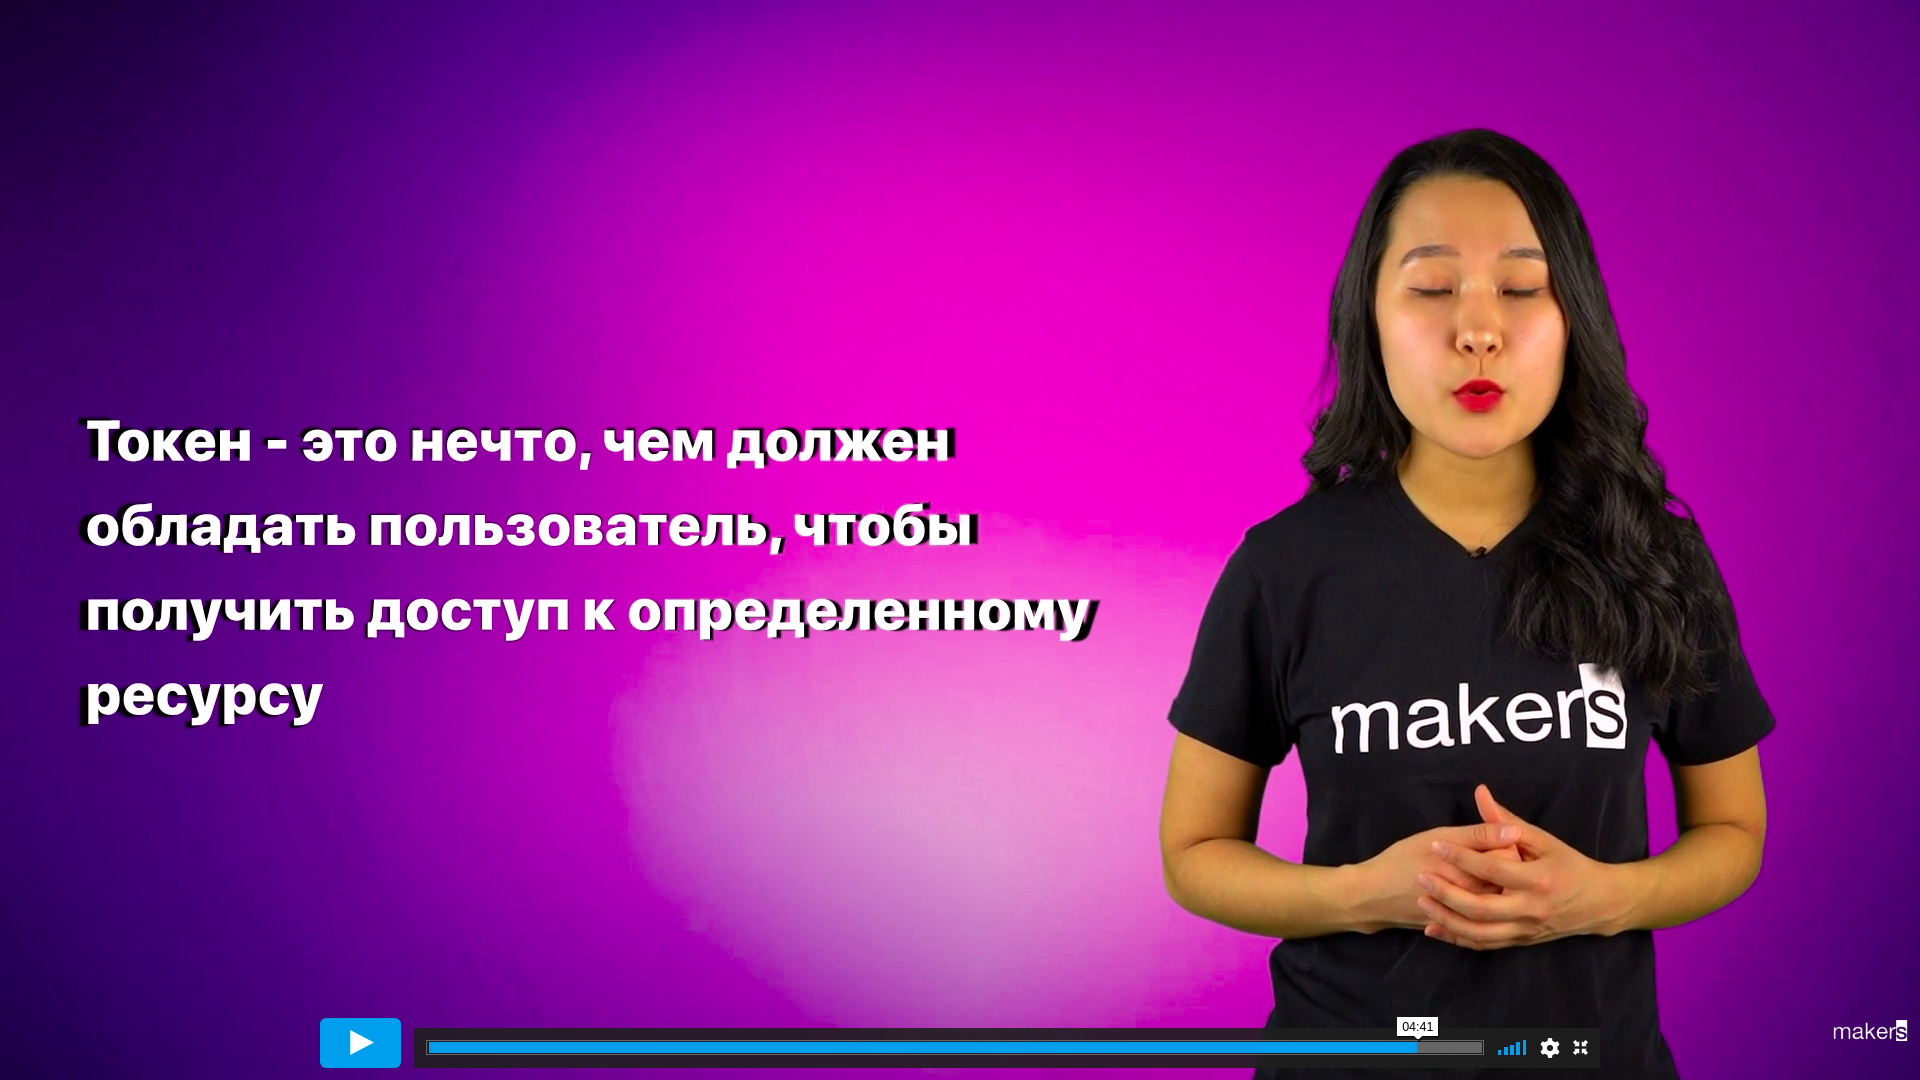 Токен - это нечто, чем должен
обладать пользователь, чтобы
получить доступ к определенному
ресурсу
makers
04:41
makers